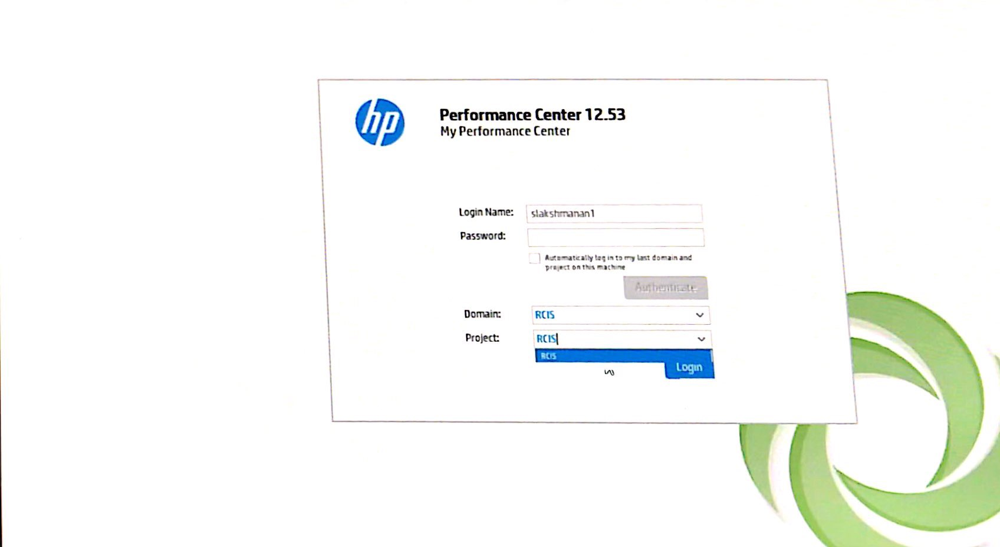 hp
Performance Center 12.53
My Performance Center
Login Name: slakshmanan1
Password:
Automatically log in to my last domain and
project on this machine
Authenticate
Domain: RCIS
Project: RCIS
RCIS
Login